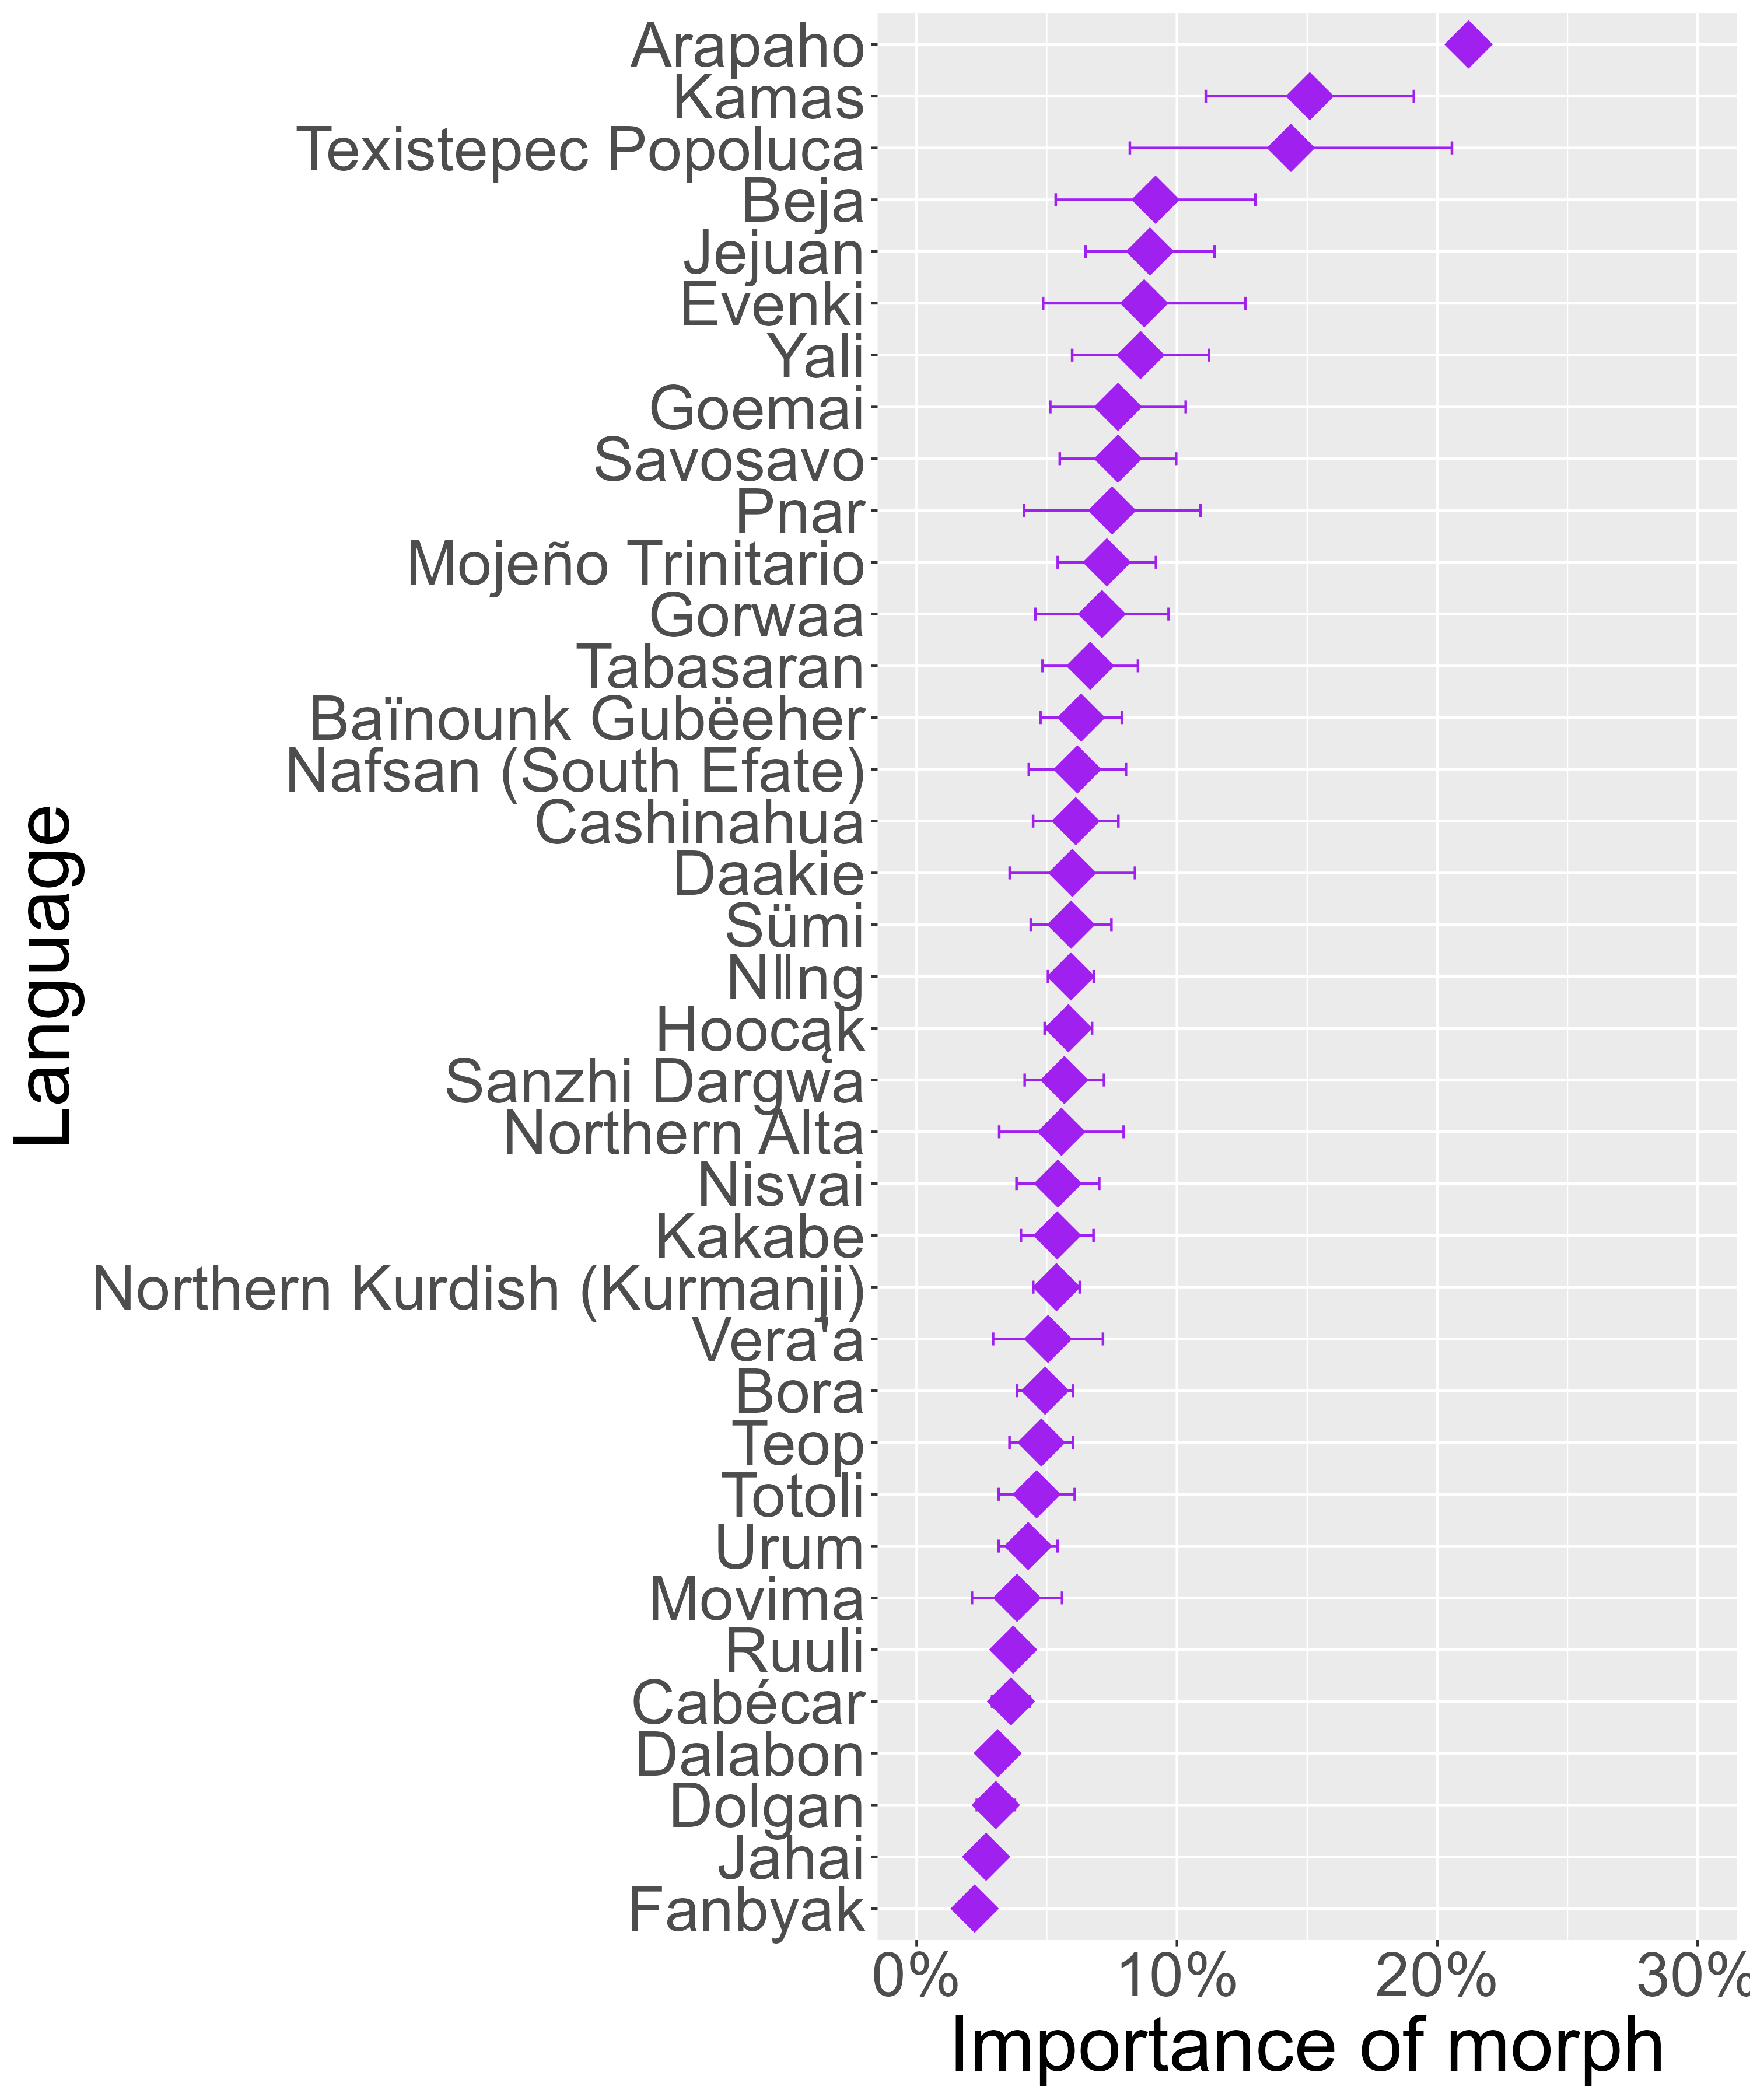 Arapaho
Kamas
Texistepec Popoluca
Beja
Jejuan
Evenki
Yali
Goemai
Savosavo
Pnar
Mojeño Trinitario
Gorwaa
Tabasaran
Baïnounk Gubëeher
Nafsan (South Efate)
Cashinahua
Daakie
Sümi
Nǁng
Hoocąk
Sanzhi Dargwa
Northern Alta
Nisvai
Kakabe
Northern Kurdish (Kurmanji)
Vera'a
Bora
Teop
Totoli
Urum
Movima
Ruuli
Cabécar
Dalabon
Dolgan
Jahai
Fanbyak
Language
0% 10% 20% 30%
Importance of morph